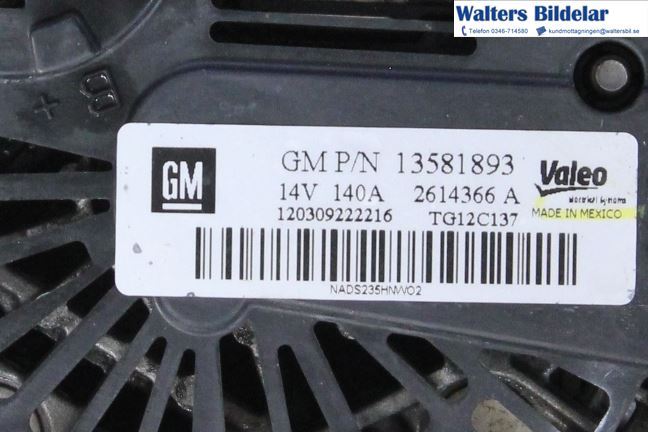 Walters Bildelar
Telefon 0346-714580 kundmottagningen@waltersbil.se
B +
GM
GM P/N 13581893
14V 140A 2614366 A
120309222216 TG12C137
Valeo
MADE IN MEXICO
NADS235HNW02